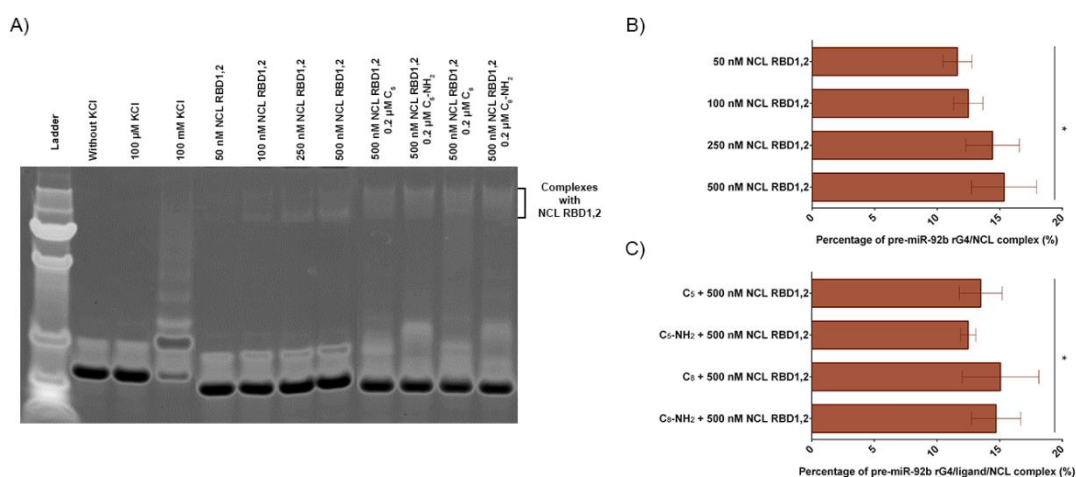 A)
Ladder
Without KCl
100 µM KCl
100 mM KCl
50 nM NCL RBD1,2
100 nM NCL RBD1,2
250 nM NCL RBD1,2
500 nM NCL RBD1,2
500 nM NCL RBD1,2
0.2 µM C₅
500 nM NCL RBD1,2
0.2 µM C₅-NH₂
500 nM NCL RBD1,2
0.2 µM C₈
500 nM NCL RBD1,2
0.2 µM C₈-NH₂
Complexes
with
NCL RBD1,2
B)
50 nM NCL RBD1,2
100 nM NCL RBD1,2
250 nM NCL RBD1,2
500 nM NCL RBD1,2
*
0 5 10 15 20
Percentage of pre-miR-92b rG4/NCL complex (%)
C)
C₅ + 500 nM NCL RBD1,2
C₅-NH₂ + 500 nM NCL RBD1,2
C₈ + 500 nM NCL RBD1,2
C₈-NH₂ + 500 nM NCL RBD1,2
*
0 5 10 15 20
Percentage of pre-miR-92b rG4/ligand/NCL complex (%)